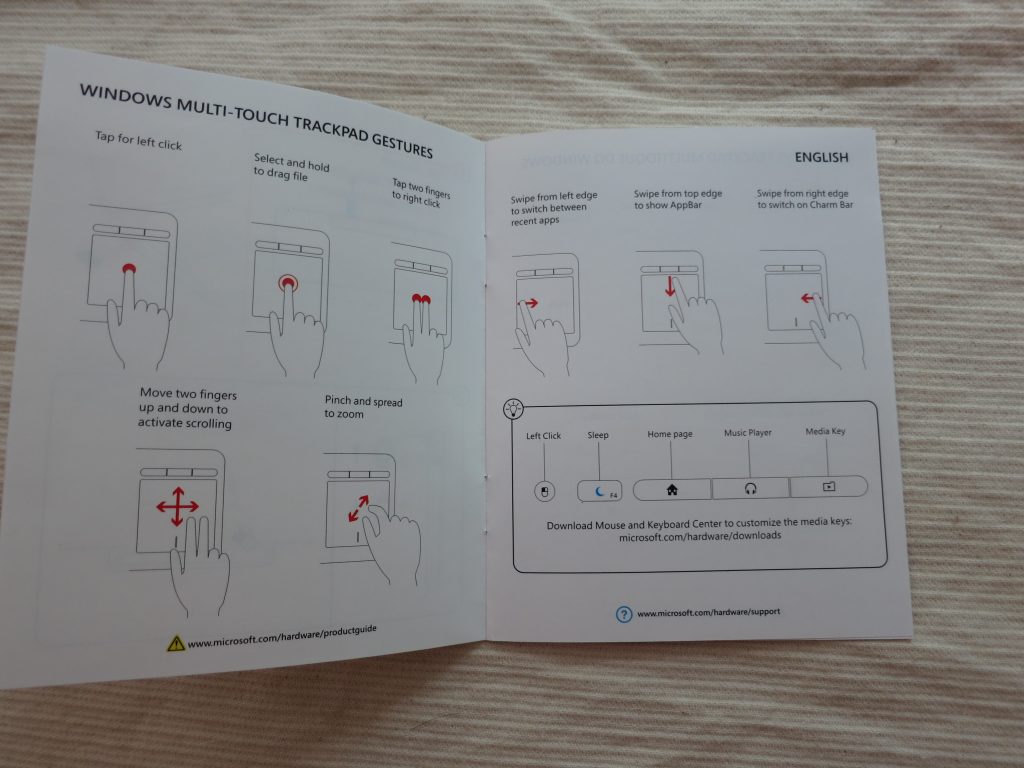 WINDOWS MULTI-TOUCH TRACKPAD GESTURES
Tap for left click
Select and hold
to drag file
Tap two fingers
to right click
Move two fingers
up and down to
activate scrolling
Pinch and spread
to zoom
www.microsoft.com/hardware/productguide
ENGLISH
Swipe from left edge
to switch between
recent apps
Swipe from top edge
to show AppBar
Swipe from right edge
to switch on Charm Bar
Left Click
Sleep
Home page
Music Player
Media Key
F4
Download Mouse and Keyboard Center to customize the media keys:
microsoft.com/hardware/downloads
? www.microsoft.com/hardware/support